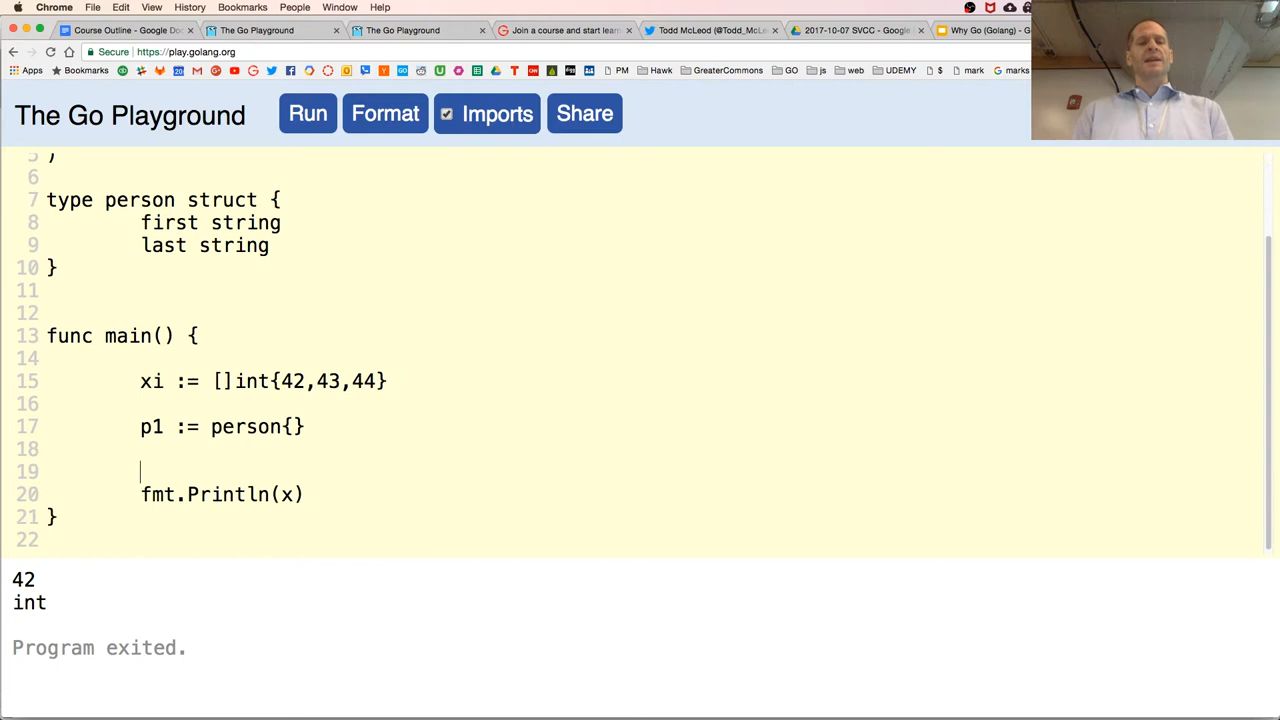 Chrome File Edit View History Bookmarks People Window Help
Course Outline - Google Doc
The Go Playground
The Go Playground
Join a course and start learn
Todd McLeod (@Todd_McLe
2017-10-07 SVCC - Google
Why Go (Golang) - G
Secure https://play.golang.org
Apps Bookmarks PM Hawk GreaterCommons GO js web UDEMY $ mark marks
The Go Playground Run Format Imports Share
5 )
6
7 type person struct {
8 first string
9 last string
10 }
11
12
13 func main() {
14
15 xi := []int{42,43,44}
16
17 p1 := person{}
18
19
20 fmt.Println(x)
21 }
22
42
int
Program exited.